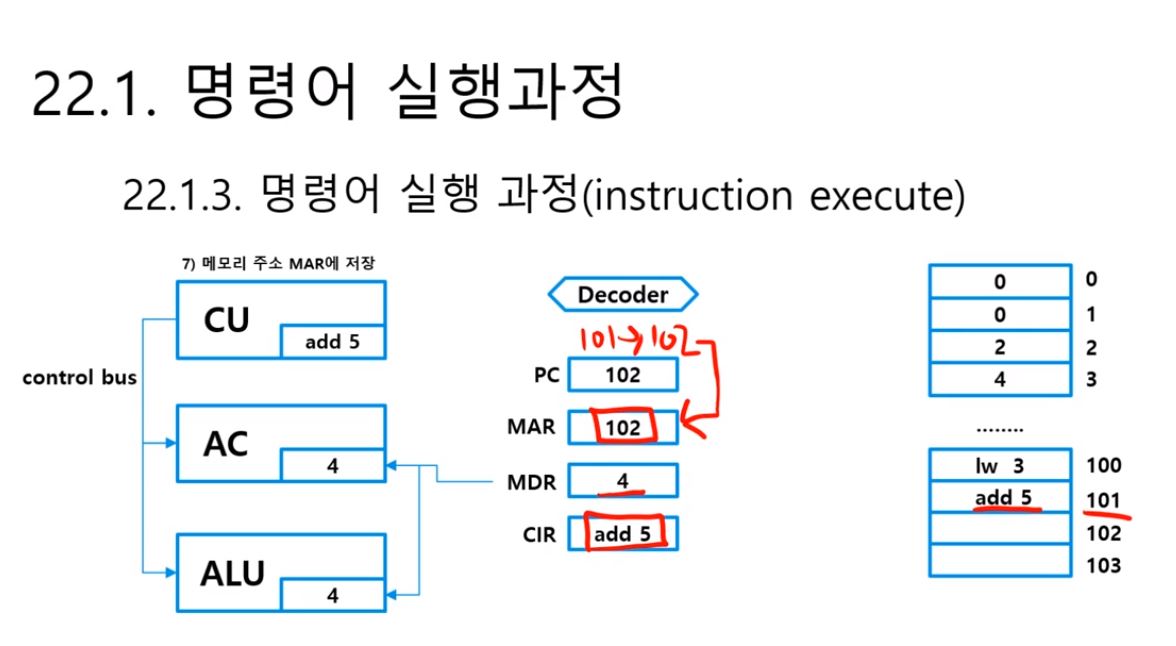 22.1. 명령어 실행과정
22.1.3. 명령어 실행 과정(instruction execute)
7) 메모리 주소 MAR에 저장
CU
add 5
control bus
AC
4
ALU
4
Decoder
101→102
PC 102
MAR 102
MDR 4
CIR add 5
0 0
0 1
2 2
4 3
........
lw 3 100
add 5 101
102
103